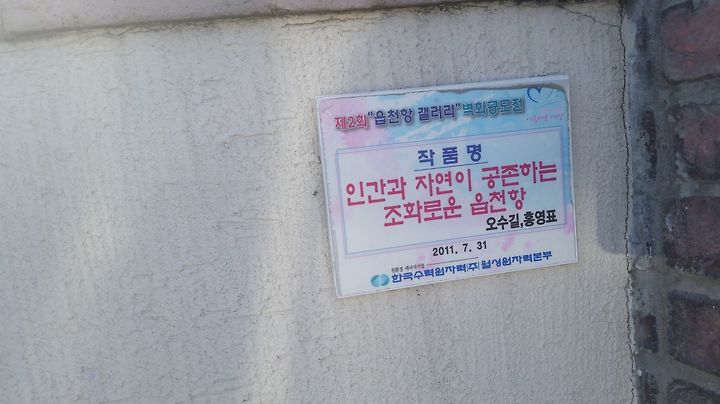 제2회 "읍천항 갤러리" 벽화공모전
작 품 명
인간과 자연이 공존하는
조화로운 읍천항
오수길, 홍영표
2011. 7. 31
한국수력원자력(주) 월성원자력본부